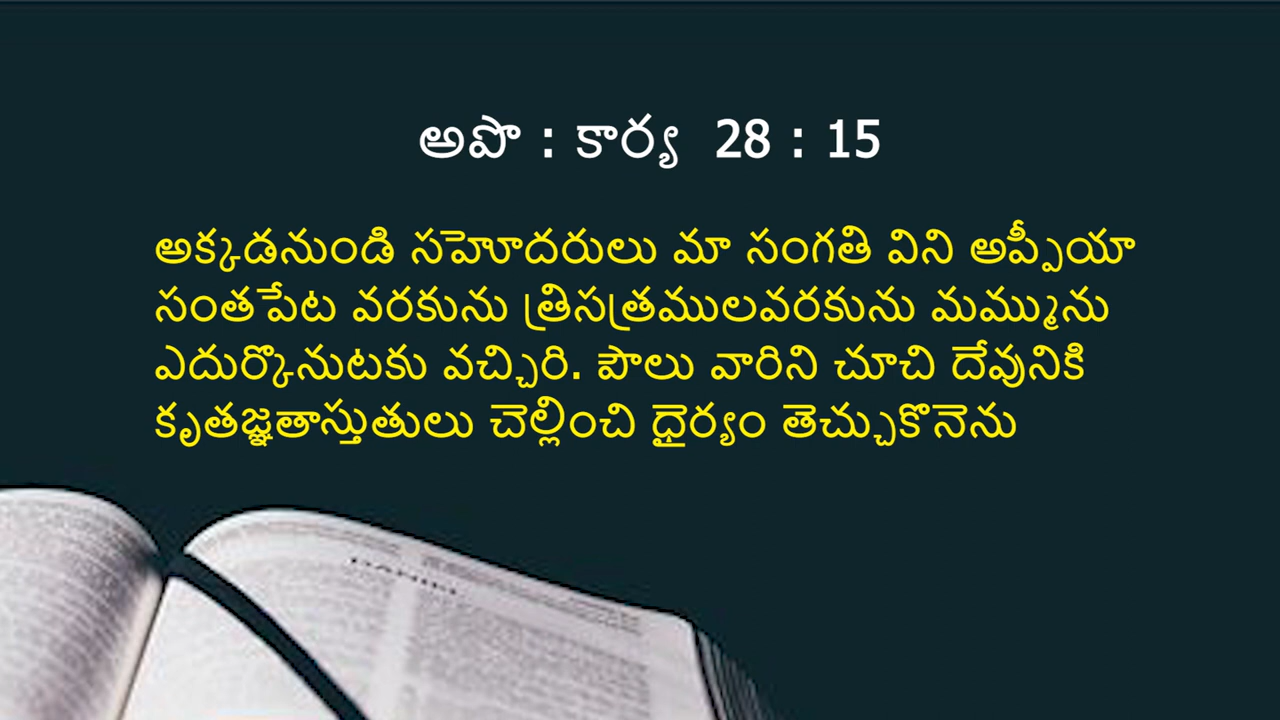 అపొ : కార్య 28 : 15
అక్కడనుండి సహెూదరులు మా సంగతి విని అప్పీయా
సంతపేట వరకును త్రిసత్రములవరకును మమ్మును
ఎదుర్కొనుటకు వచ్చిరి. పౌలు వారిని చూచి దేవునికి
కృతజ్ఞతాస్తుతులు చెల్లించి ధైర్యం తెచ్చుకొనెను
DANIEL